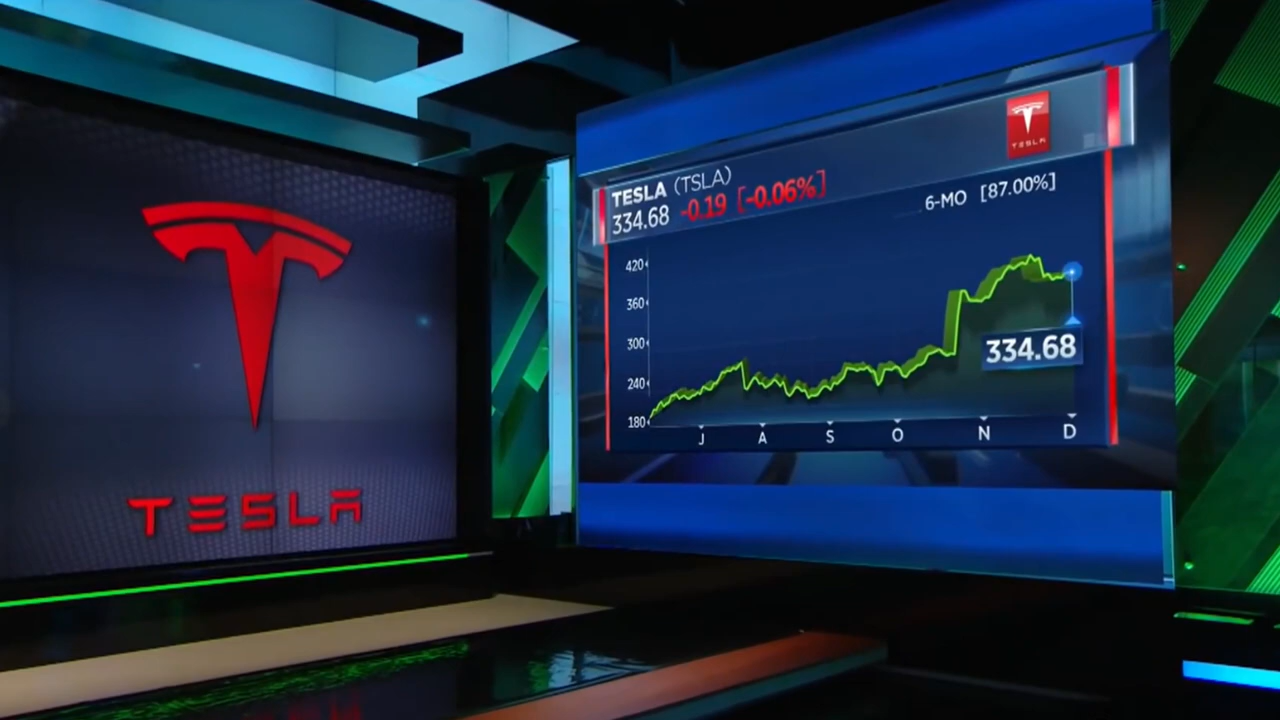 TESLA
TESLA
TESLA (TSLA)
334.68 -0.19 [-0.06%]
6-MO [87.00%]
420
360
300
240
180
J A S O N D
334.68